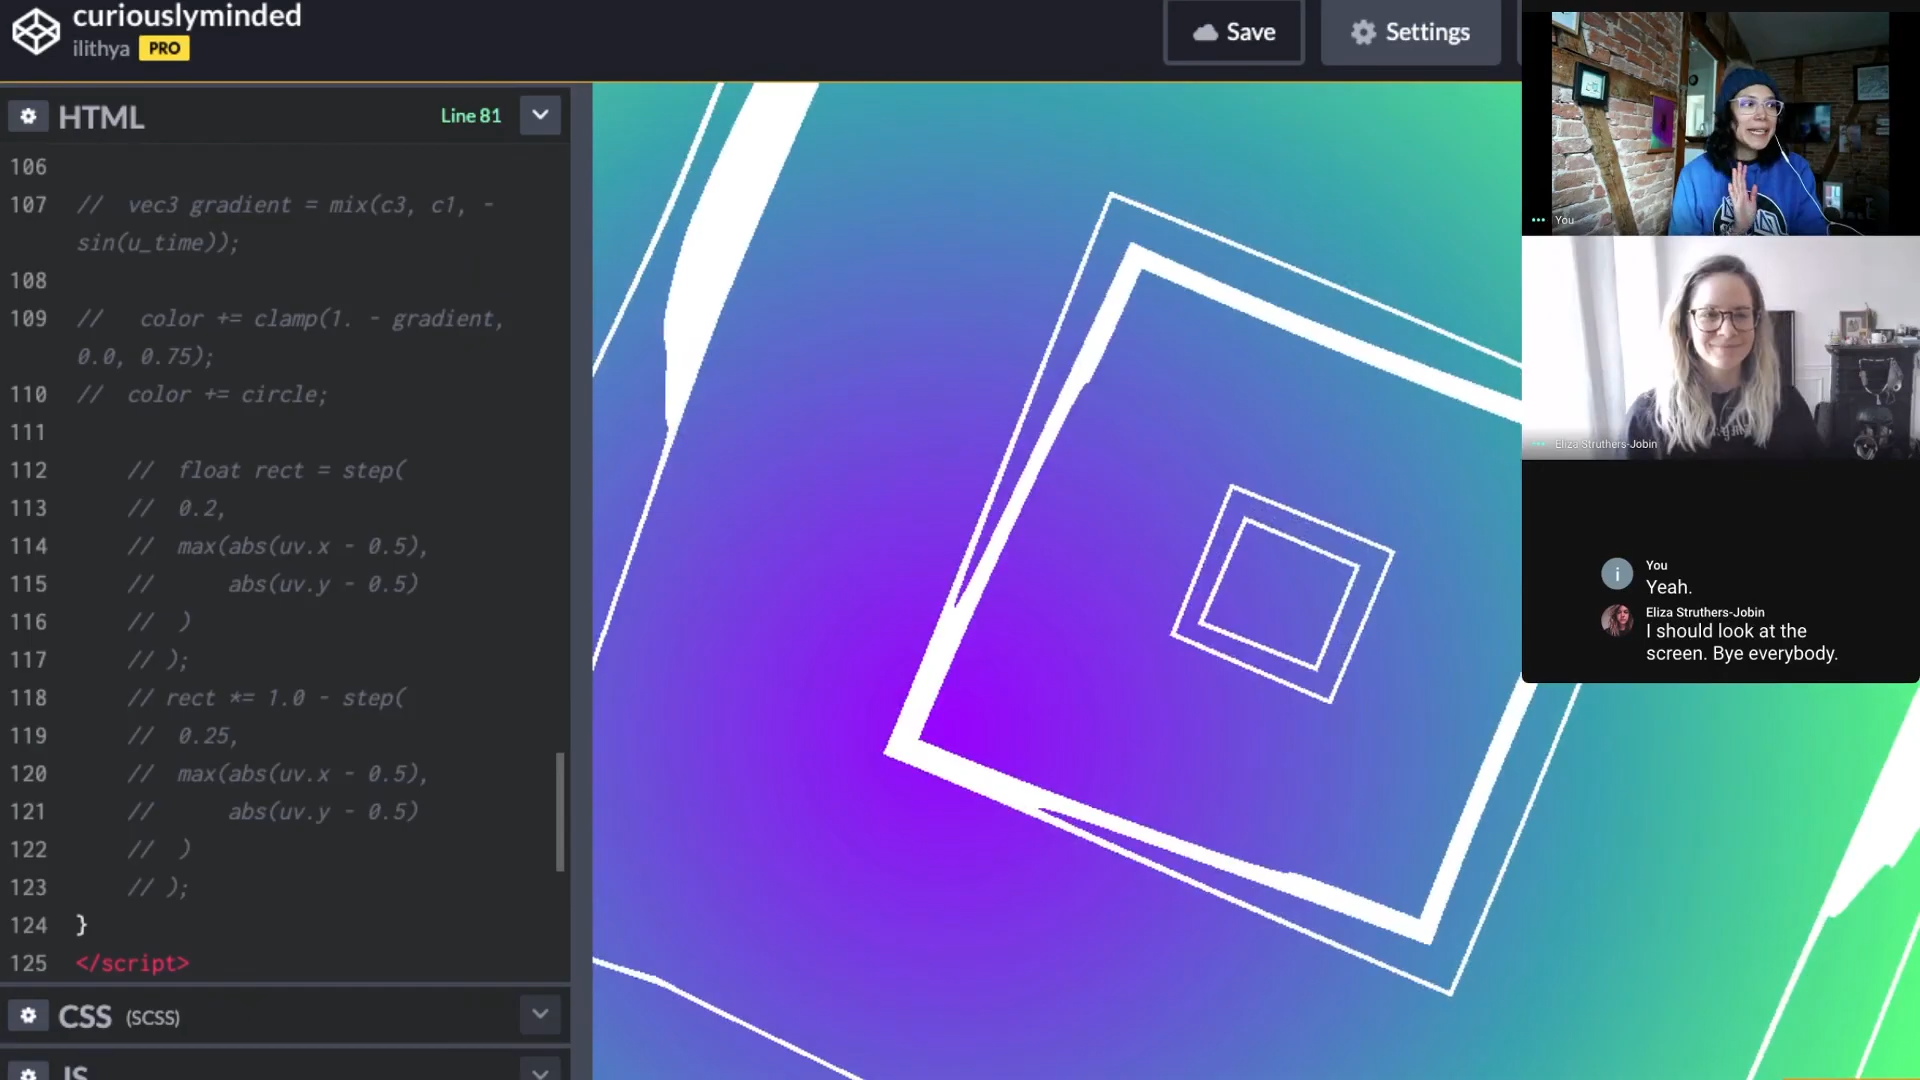 curiouslyminded
ilithya PRO
Save
Settings
HTML
Line 81
106
107 // vec3 gradient = mix(c3, c1, -
sin(u_time));
108
109 // color += clamp(1. - gradient,
0.0, 0.75);
110 // color += circle;
111
112 // float rect = step(
113 // 0.2,
114 // max(abs(uv.x - 0.5),
115 // abs(uv.y - 0.5)
116 // )
117 // );
118 // rect *= 1.0 - step(
119 // 0.25,
120 // max(abs(uv.x - 0.5),
121 // abs(uv.y - 0.5)
122 // )
123 // );
124 }
125 </script>
CSS (SCSS)
JS
You
Eliza Struthers-Jobin
i
You
Yeah.
Eliza Struthers-Jobin
I should look at the
screen. Bye everybody.